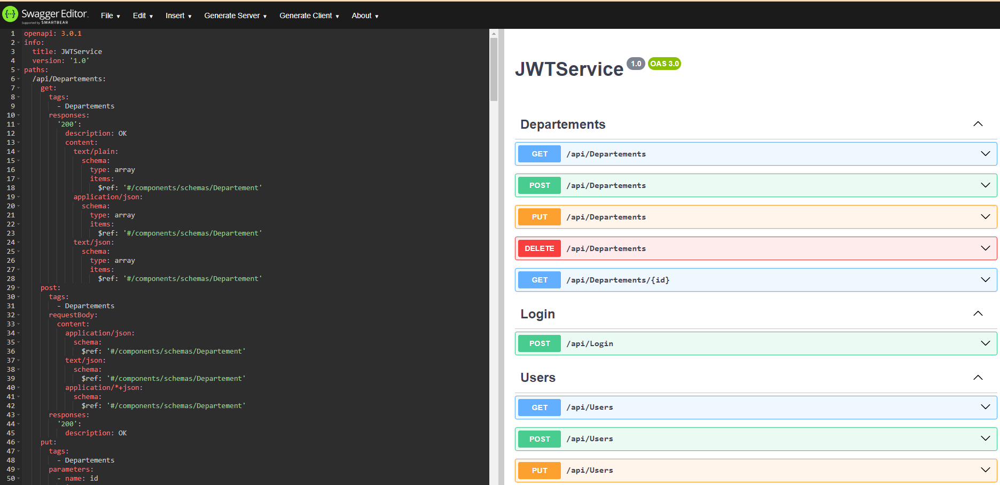 Swagger Editor
Supported by SMARTBEAR
File ▾ Edit ▾ Insert ▾ Generate Server ▾ Generate Client ▾ About ▾
1 openapi: 3.0.1
2 info:
3 title: JWTService
4 version: '1.0'
5 paths:
6 /api/Departements:
7 get:
8 tags:
9 - Departements
10 responses:
11 '200':
12 description: OK
13 content:
14 text/plain:
15 schema:
16 type: array
17 items:
18 $ref: '#/components/schemas/Departement'
19 application/json:
20 schema:
21 type: array
22 items:
23 $ref: '#/components/schemas/Departement'
24 text/json:
25 schema:
26 type: array
27 items:
28 $ref: '#/components/schemas/Departement'
29 post:
30 tags:
31 - Departements
32 requestBody:
33 content:
34 application/json:
35 schema:
36 $ref: '#/components/schemas/Departement'
37 text/json:
38 schema:
39 $ref: '#/components/schemas/Departement'
40 application/*+json:
41 schema:
42 $ref: '#/components/schemas/Departement'
43 responses:
44 '200':
45 description: OK
46 put:
47 tags:
48 - Departements
49 parameters:
50 - name: id
JWTService 1.0 OAS 3.0
Departements
GET /api/Departements
POST /api/Departements
PUT /api/Departements
DELETE /api/Departements
GET /api/Departements/{id}
Login
POST /api/Login
Users
GET /api/Users
POST /api/Users
PUT /api/Users